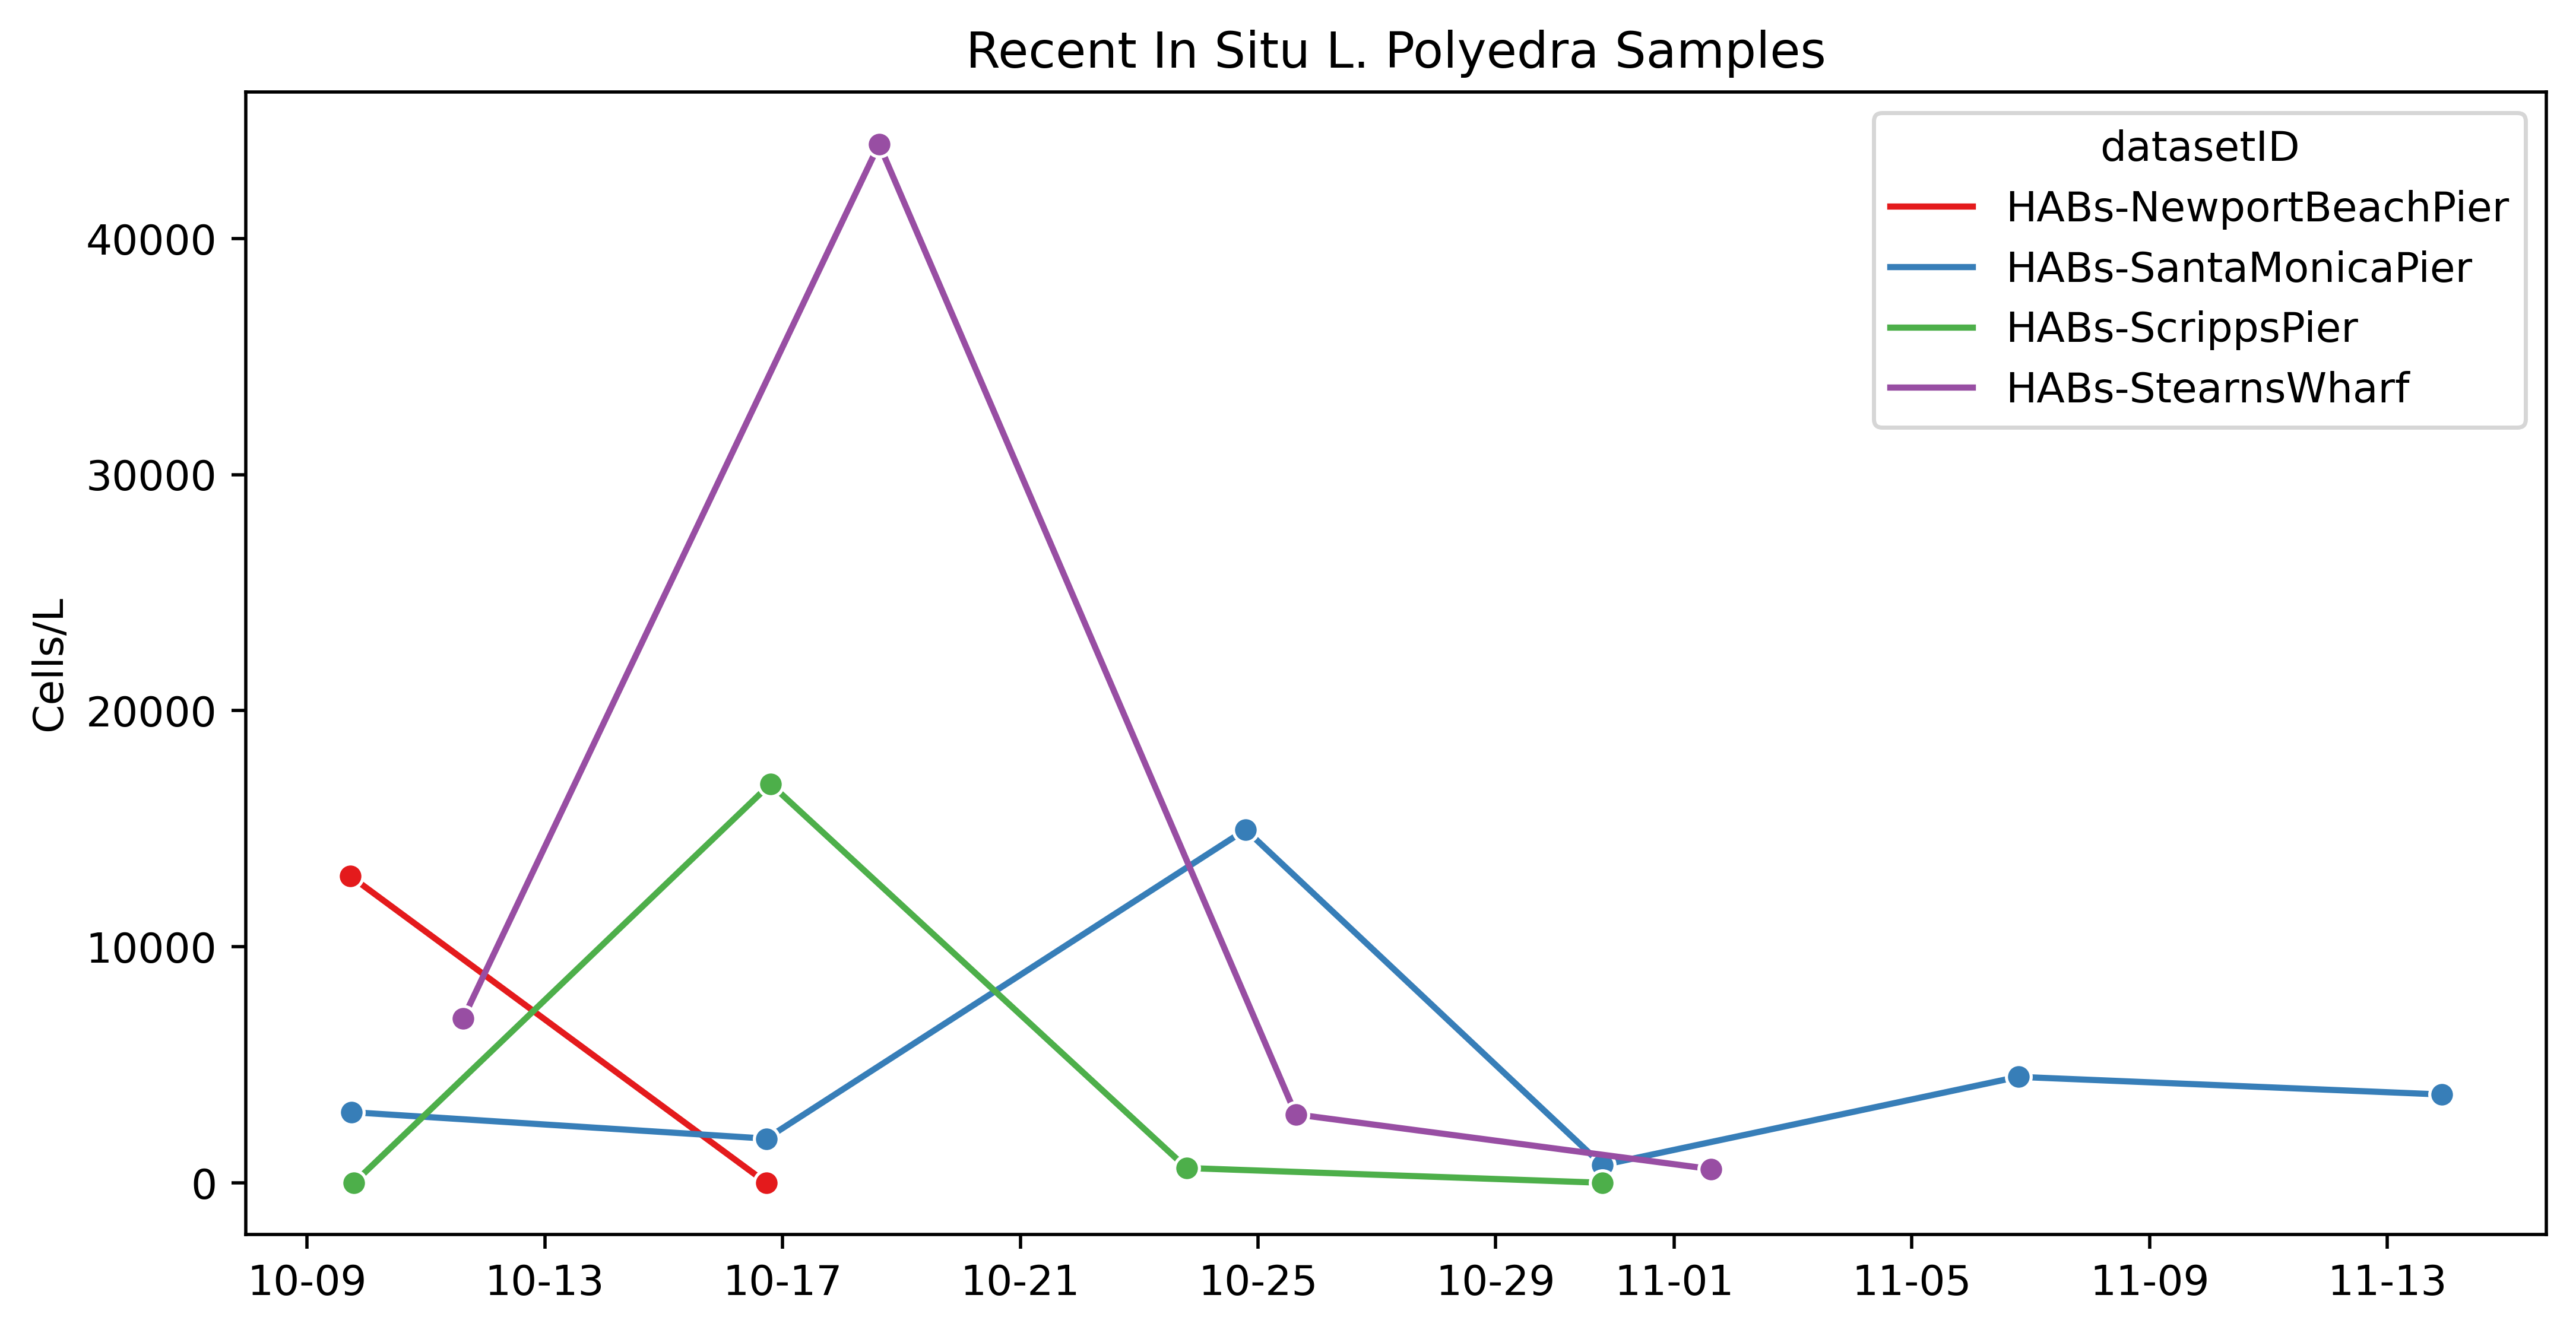 Recent In Situ L. Polyedra Samples
datasetID
HABs-NewportBeachPier
HABs-SantaMonicaPier
HABs-ScrippsPier
HABs-StearnsWharf
Cells/L
40000
30000
20000
10000
0
10-09 10-13 10-17 10-21 10-25 10-29 11-01 11-05 11-09 11-13